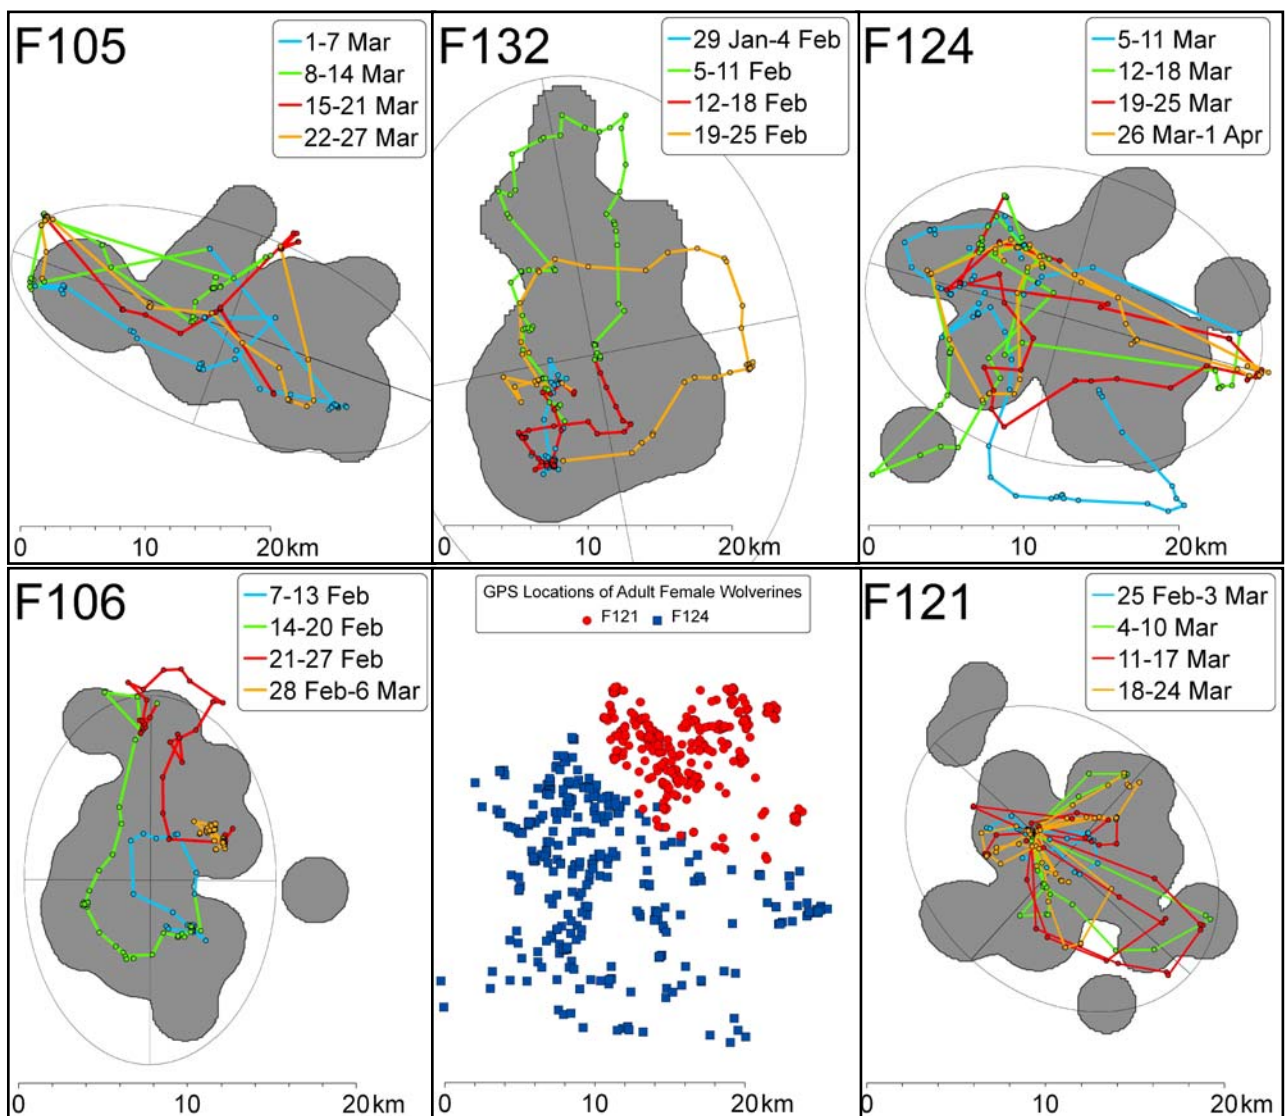 F105
1-7 Mar
8-14 Mar
15-21 Mar
22-27 Mar
0 10 20km
F132
29 Jan-4 Feb
5-11 Feb
12-18 Feb
19-25 Feb
0 10 20km
F124
5-11 Mar
12-18 Mar
19-25 Mar
26 Mar-1 Apr
0 10 20km
F106
7-13 Feb
14-20 Feb
21-27 Feb
28 Feb-6 Mar
0 10 20km
GPS Locations of Adult Female Wolverines
F121 F124
0 10 20km
F121
25 Feb-3 Mar
4-10 Mar
11-17 Mar
18-24 Mar
0 10 20km